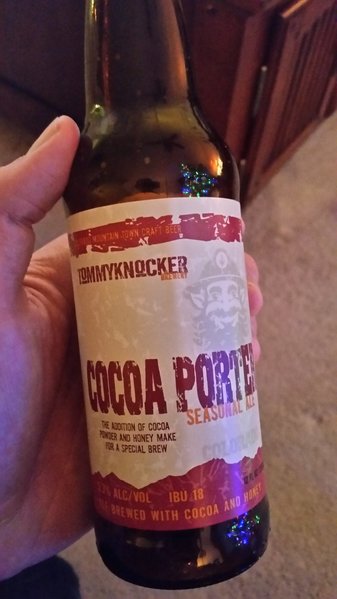 MOUNTAIN TOWN CRAFT BEER
TOMMYKNOCKER
BREWERY
COCOA PORTER
SEASONAL ALE
THE ADDITION OF COCOA
POWDER AND HONEY MAKE
FOR A SPECIAL BREW
ALC/VOL IBU 18
BREWED WITH COCOA AND HONEY